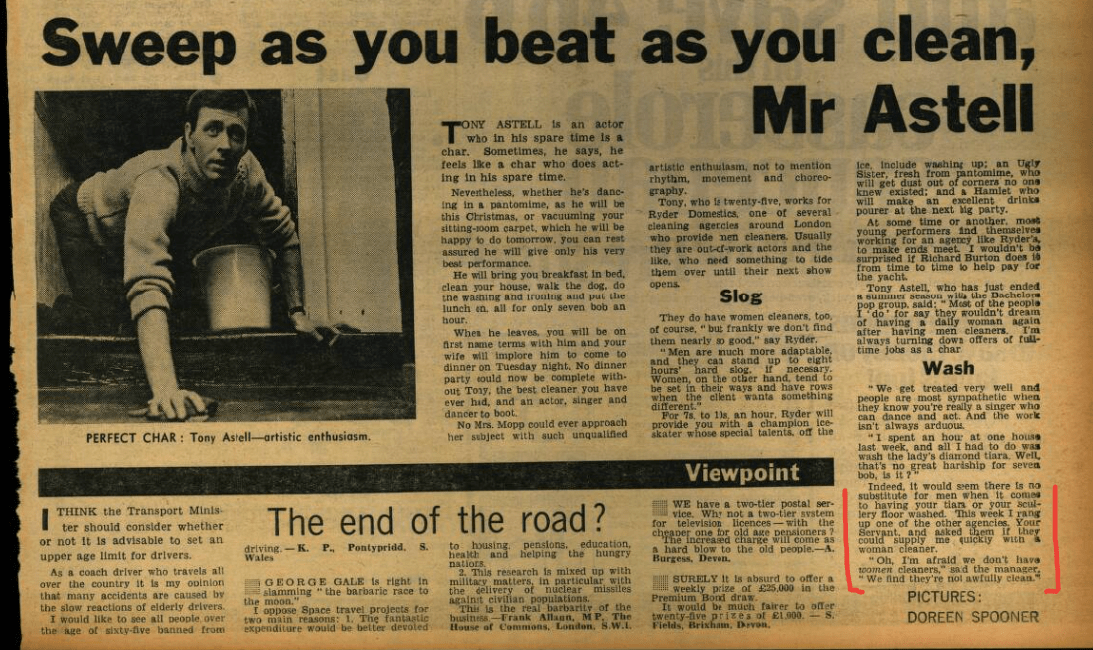 Sweep as you beat as you clean,
Mr Astell
TONY ASTELL is an actor
who in his spare time is a
char. Sometimes, he says, he
feels like a char who does act-
ing in his spare time.
Nevertheless, whether he's danc-
ing in a pantomime, as he will be
this Christmas, or vacuuming your
sitting-room carpet, which he will be
happy to do tomorrow, you can rest
assured he will give only his very
best performance.
He will bring you breakfast in bed,
clean your house, walk the dog, do
the washing and ironing and put the
lunch on, all for only seven bob an
hour.
When he leaves, you will be on
first name terms with him and your
wife will implore him to come to
dinner on Tuesday night. No dinner
party could now be complete with-
out Tony, the best cleaner you have
ever had, and an actor, singer and
dancer to boot.
No Mrs. Mopp could ever approach
her subject with such unqualified
artistic enthusiasm, not to mention
rhythm, movement and choreo-
graphy.
Tony, who is twenty-five, works for
Ryder Domestics, one of several
cleaning agencies around London
who provide men cleaners. Usually
they are out-of-work actors and the
like, who need something to tide
them over until their next show
opens.
Slog
They do have women cleaners, too,
of course, "but frankly we don't find
them nearly so good," say Ryder.
"Men are much more adaptable,
and they can stand up to eight
hours' hard slog, if necesary.
Women, on the other hand, tend to
be set in their ways and have rows
when the client wants something
different."
For 7s. to 11s. an hour, Ryder will
provide you with a champion ice-
skater whose special talents, off the
ice, include washing up; an Ugly
Sister, fresh from pantomime, who
will get dust out of corners no one
knew existed; and a Hamlet who
will make an excellent drinks
pourer at the next big party.
At some time or another, most
young performers find themselves
working for an agency like Ryder's,
to make ends meet. I wouldn't be
surprised if Richard Burton does it
from time to time to help pay for
the yacht.
Tony Astell, who has just ended
a summer season with the Bachelors
pop group, said: "Most of the people
I 'do' for say they wouldn't dream
of having a daily woman again
after having men cleaners. I'm
always turning down offers of full-
time jobs as a char
Wash
"We get treated very well and
people are most sympathetic when
they know you're really a singer who
can dance and act. And the work
isn't always arduous.
"I spent an hour at one house
last week, and all I had to do was
wash the lady's diamond tiara. Well,
that's no great harship for seven
bob, is it?"
Indeed, it would seem there is no
substitute for men when it comes
to having your tiara or your scul-
lery floor washed. This week I rang
up one of the other agencies, Your
Servant, and asked them if they
could supply me quickly with a
woman cleaner.
"Oh, I'm afraid we don't have
women cleaners," said the manager.
"We find they're not awfully clean."
PICTURES:
DOREEN SPOONER
PERFECT CHAR: Tony Astell—artistic enthusiasm.
Viewpoint
The end of the road?
I THINK the Transport Minis-
ter should consider whether
or not it is advisable to set an
upper age limit for drivers.
As a coach driver who travels all
over the country it is my opinion
that many accidents are caused by
the slow reactions of elderly drivers.
I would like to see all people over
the age of sixty-five banned from
driving.—K. P., Pontypridd, S.
Wales
GEORGE GALE is right in
slamming "the barbaric race to
the moon."
I oppose Space travel projects for
two main reasons: 1, The fantastic
expenditure would be better devoted
to housing, pensions, education,
health and helping the hungry
nations.
2. This research is mixed up with
military matters, in particular with
the delivery of nuclear missiles
against civilian populations.
This is the real barbarity of the
business.—Frank Allaun, MP, The
House of Commons, London, S.W.1.
WE have a two-tier postal ser-
vice. Why not a two-tier system
for television licences—with the
cheaper one for old age pensioners?
The increased charge will come as
a hard blow to the old people.—A.
Burgess, Devon.
SURELY it is absurd to offer a
weekly prize of £25,000 in the
Premium Bond draw.
It would be much fairer to offer
twenty-five prizes of £1,000. — S.
Fields, Brixham, Devon.